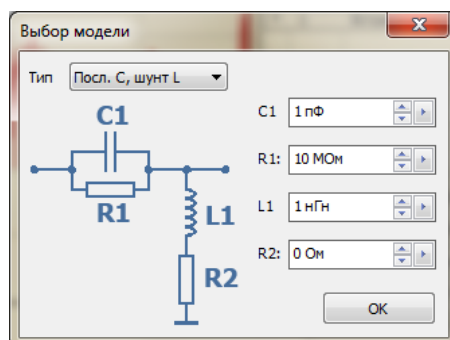 Выбор модели
Тип Посл. C, шунт L
C1 1 пФ
R1: 10 МОм
L1 1 нГн
R2: 0 Ом
C1
R1
L1
R2
OK